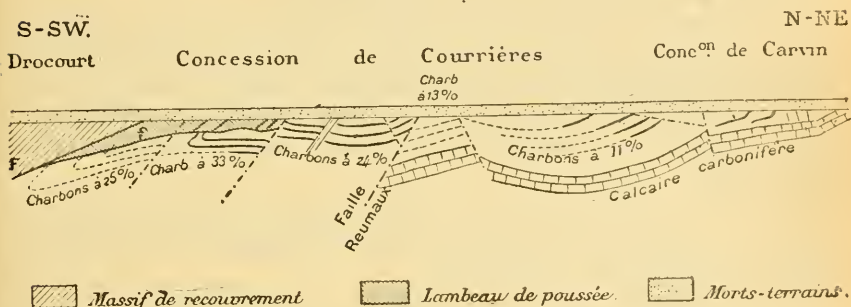 S-SW.
N-NE
Drocourt Concession de Courrières Concᵒⁿ. de Carvin
Charb
à 13%
F
f
Charbons à 25%
Charb à 33%
Charbons à 24%
Faille
Reumaux
Charbons à 11%
Calcaire carbonifère
Massif de recouvrement Lambeau de poussée. Morts-terrains.